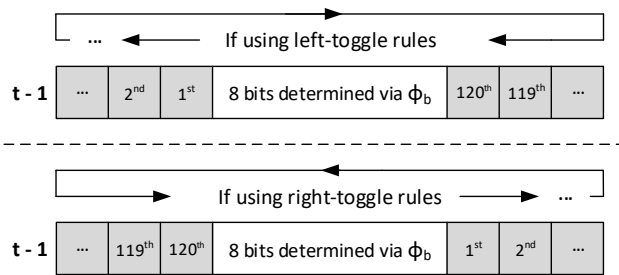 ... If using left-toggle rules
t - 1 ... 2nd 1st 8 bits determined via ϕb 120th 119th ...
If using right-toggle rules ...
t - 1 ... 119th 120th 8 bits determined via ϕb 1st 2nd ...